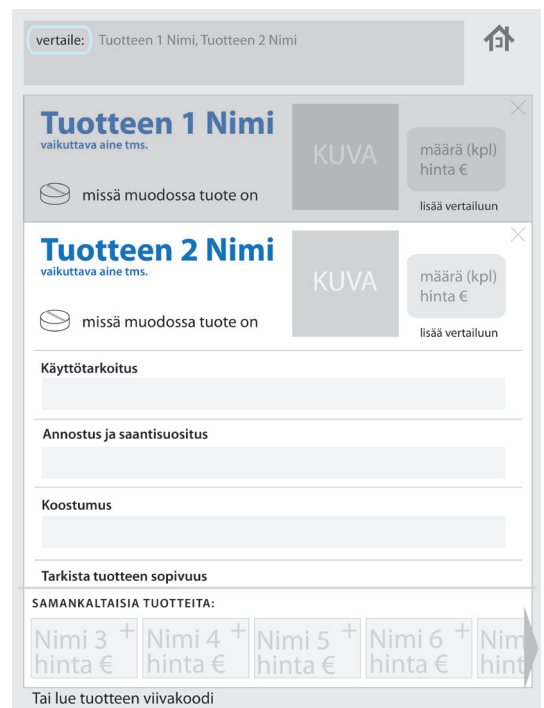 vertaile: Tuotteen 1 Nimi, Tuotteen 2 Nimi
Tuotteen 1 Nimi
vaikuttava aine tms.
missä muodossa tuote on
KUVA
määrä (kpl)
hinta €
lisää vertailuun
Tuotteen 2 Nimi
vaikuttava aine tms.
missä muodossa tuote on
KUVA
määrä (kpl)
hinta €
lisää vertailuun
Käyttötarkoitus
Annostus ja saantisuositus
Koostumus
Tarkista tuotteen sopivuus
SAMANKALTAISIA TUOTTEITA:
Nimi 3 +
hinta €
Nimi 4 +
hinta €
Nimi 5 +
hinta €
Nimi 6 +
hinta €
Nim
hint
Tai lue tuotteen viivakoodi